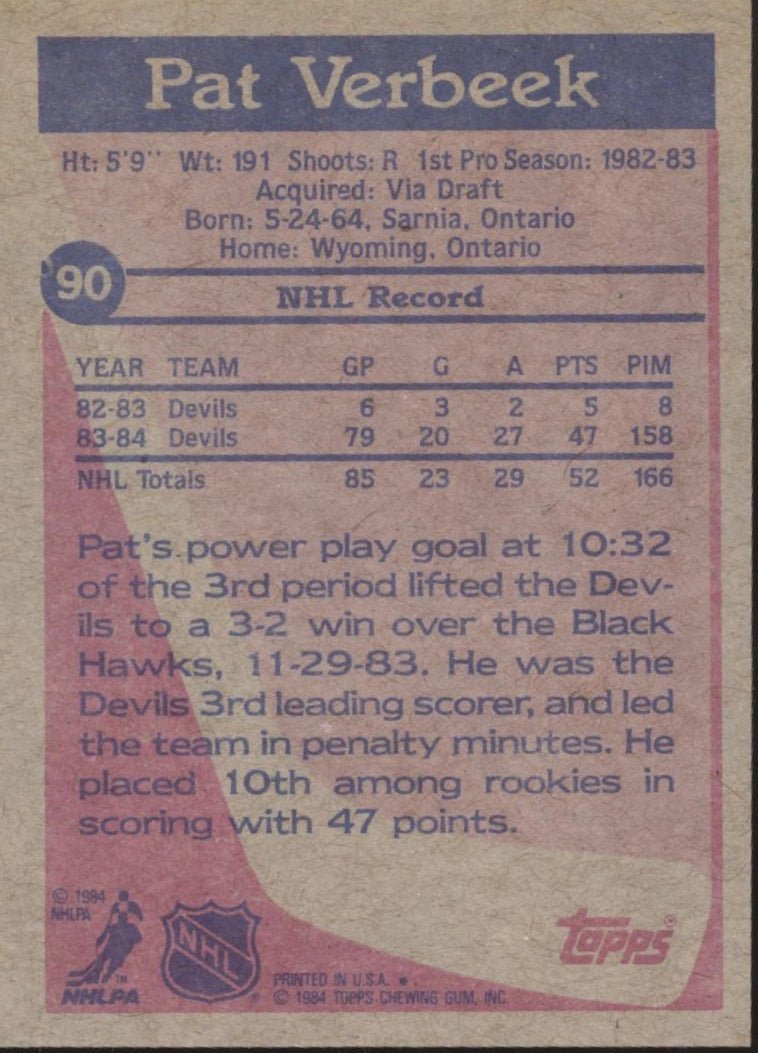 Pat Verbeek
Ht: 5'9" Wt: 191 Shoots: R 1st Pro Season: 1982-83
Acquired: Via Draft
Born: 5-24-64, Sarnia, Ontario
Home: Wyoming, Ontario
90
NHL Record
YEAR TEAM GP G A PTS PIM
82-83 Devils 6 3 2 5 8
83-84 Devils 79 20 27 47 158
NHL Totals 85 23 29 52 166
Pat's power play goal at 10:32
of the 3rd period lifted the Dev-
ils to a 3-2 win over the Black
Hawks, 11-29-83. He was the
Devils 3rd leading scorer, and led
the team in penalty minutes. He
placed 10th among rookies in
scoring with 47 points.
© 1984
NHLPA
TM
NHLPA
NHL
®
PRINTED IN U.S.A. *
© 1984 TOPPS CHEWING GUM, INC.
topps®